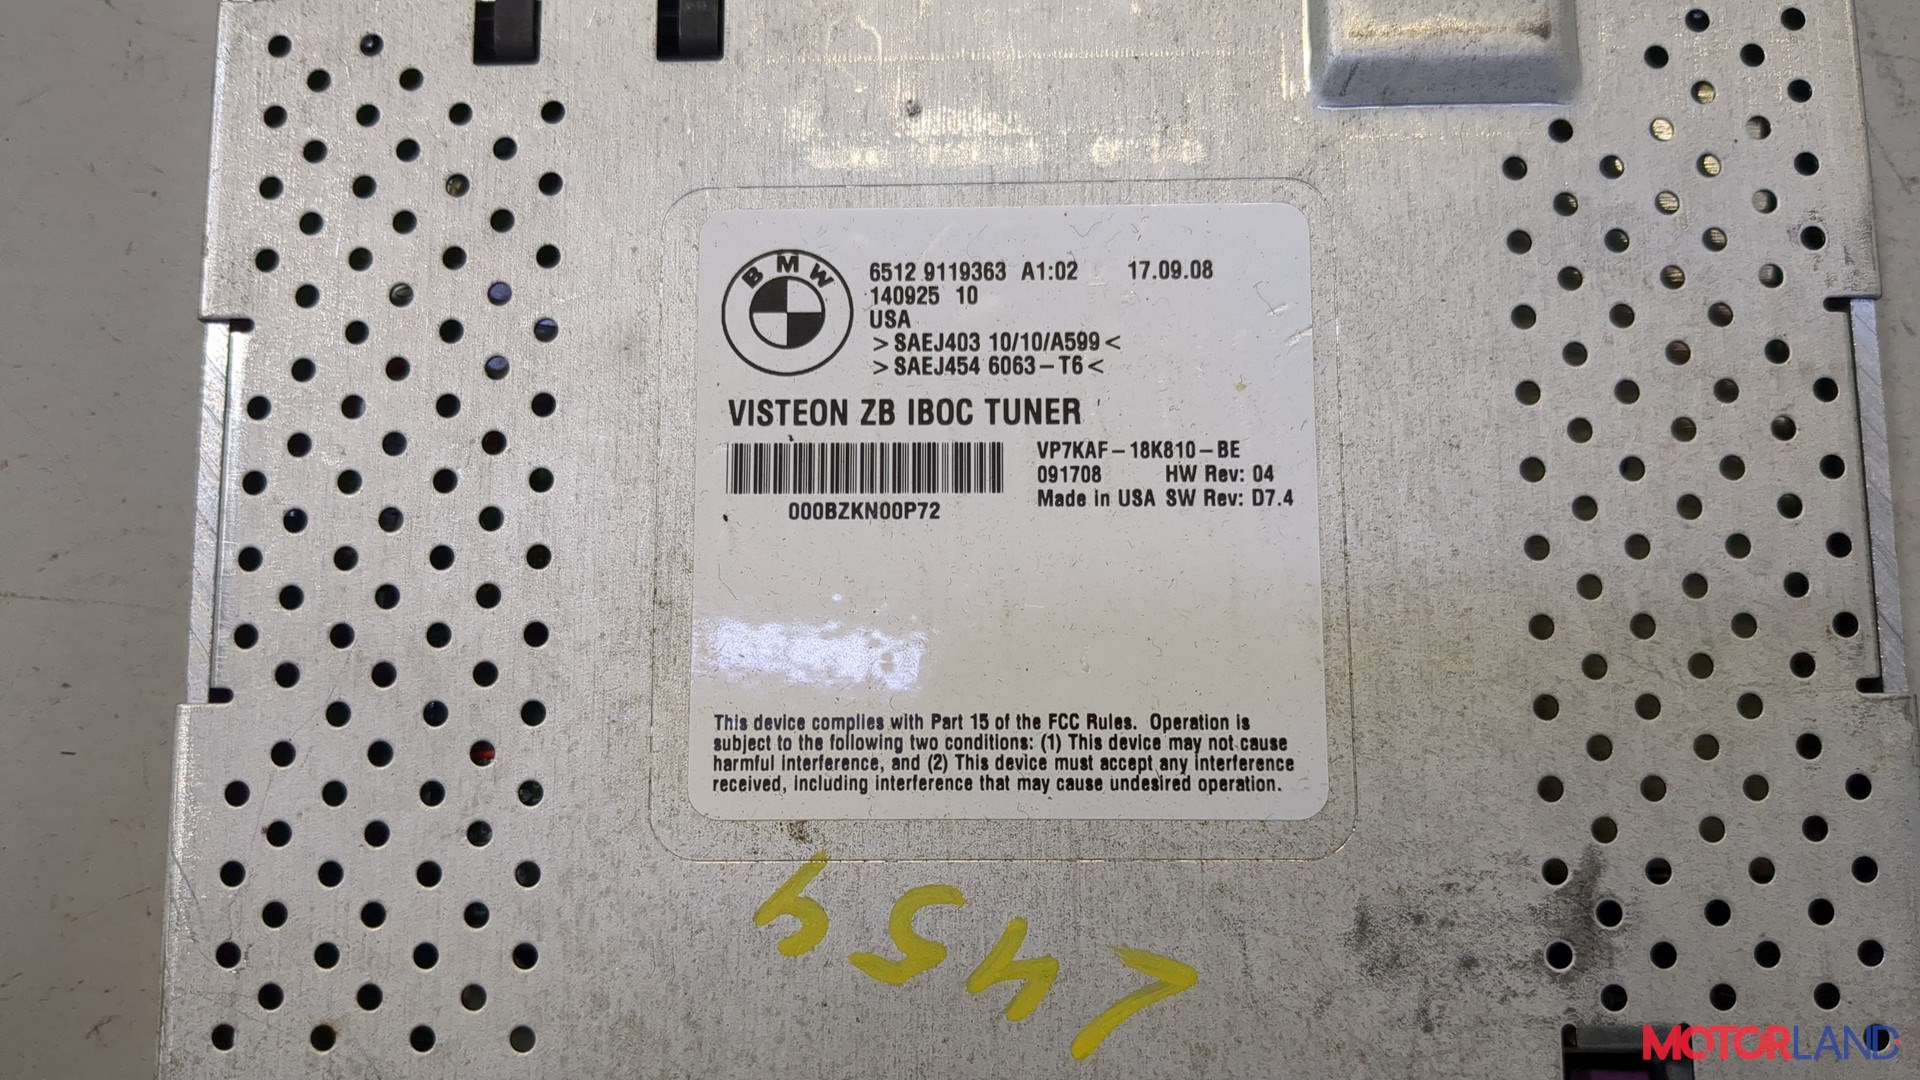 BMW
6512 9119363 A1:02 17.09.08
140925 10
USA
>SAEJ403 10/10/A599<
>SAEJ454 6063-T6<
VISTEON ZB IBOC TUNER
VP7KAF-18K810-BE
091708 HW Rev: 04
Made in USA SW Rev: D7.4
000BZKN00P72
This device complies with Part 15 of the FCC Rules. Operation is
subject to the following two conditions: (1) This device may not cause
harmful interference, and (2) This device must accept any interference
received, including interference that may cause undesired operation.
MOTORLAND